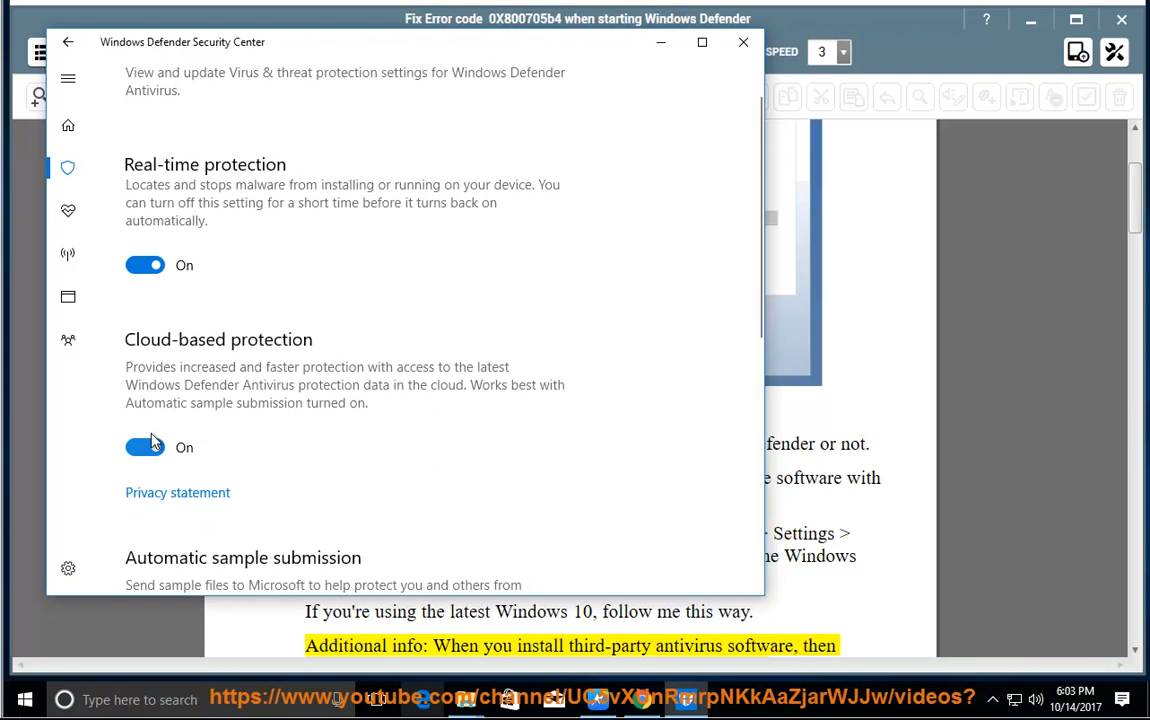 Fix Error code 0X800705b4 when starting Windows Defender
?
Windows Defender Security Center
SPEED 3
View and update Virus & threat protection settings for Windows Defender
Antivirus.
Real-time protection
Locates and stops malware from installing or running on your device. You
can turn off this setting for a short time before it turns back on
automatically.
On
Cloud-based protection
Provides increased and faster protection with access to the latest
Windows Defender Antivirus protection data in the cloud. Works best with
Automatic sample submission turned on.
On
Privacy statement
Automatic sample submission
Send sample files to Microsoft to help protect you and others from
efender or not.
e software with
Settings >
he Windows
If you're using the latest Windows 10, follow me this way.
Additional info: When you install third-party antivirus software, then
Type here to search
6:03 PM
10/14/2017